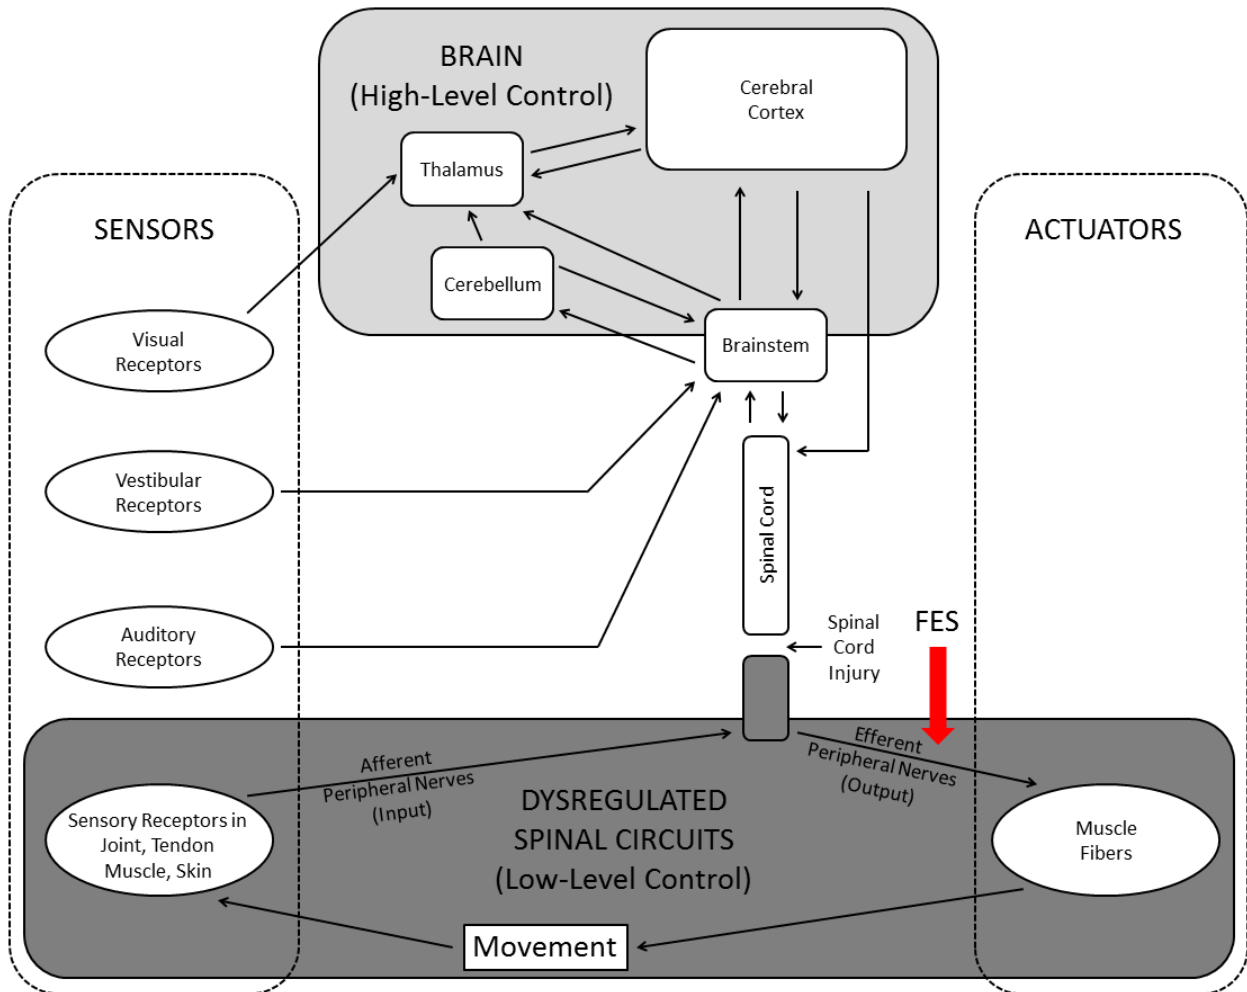 BRAIN
(High-Level Control)
Cerebral
Cortex
Thalamus
SENSORS
ACTUATORS
Cerebellum
Visual
Receptors
Brainstem
Vestibular
Receptors
Spinal Cord
Auditory
Receptors
Spinal
Cord
Injury
FES
Afferent
Peripheral Nerves
(Input)
Efferent
Peripheral Nerves
(Output)
DYSREGULATED
SPINAL CIRCUITS
(Low-Level Control)
Sensory Receptors in
Joint, Tendon
Muscle, Skin
Muscle
Fibers
Movement